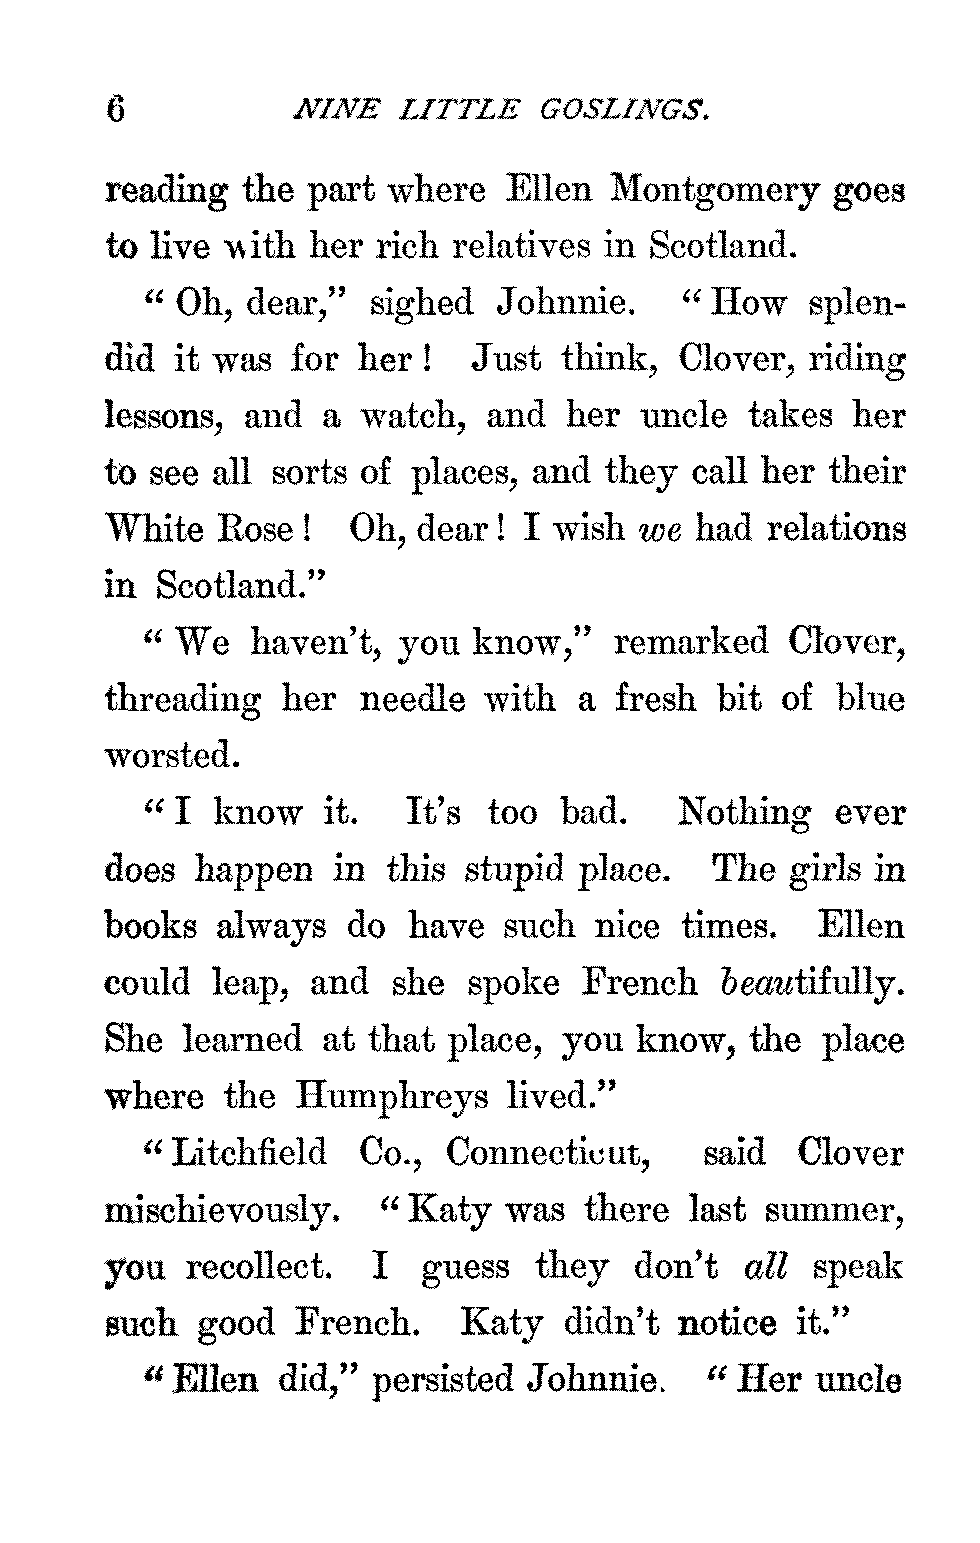 6 NINE LITTLE GOSLINGS.
reading the part where Ellen Montgomery goes
to live with her rich relatives in Scotland.
“Oh, dear,” sighed Johnnie. “How splen-
did it was for her! Just think, Clover, riding
lessons, and a watch, and her uncle takes her
to see all sorts of places, and they call her their
White Rose! Oh, dear! I wish we had relations
in Scotland.”
“We haven't, you know,” remarked Clover,
threading her needle with a fresh bit of blue
worsted.
“I know it. It's too bad. Nothing ever
does happen in this stupid place. The girls in
books always do have such nice times. Ellen
could leap, and she spoke French beautifully.
She learned at that place, you know, the place
where the Humphreys lived.”
“Litchfield Co., Connecticut, said Clover
mischievously. “Katy was there last summer,
you recollect. I guess they don't all speak
such good French. Katy didn't notice it.”
“Ellen did,” persisted Johnnie. “Her uncle